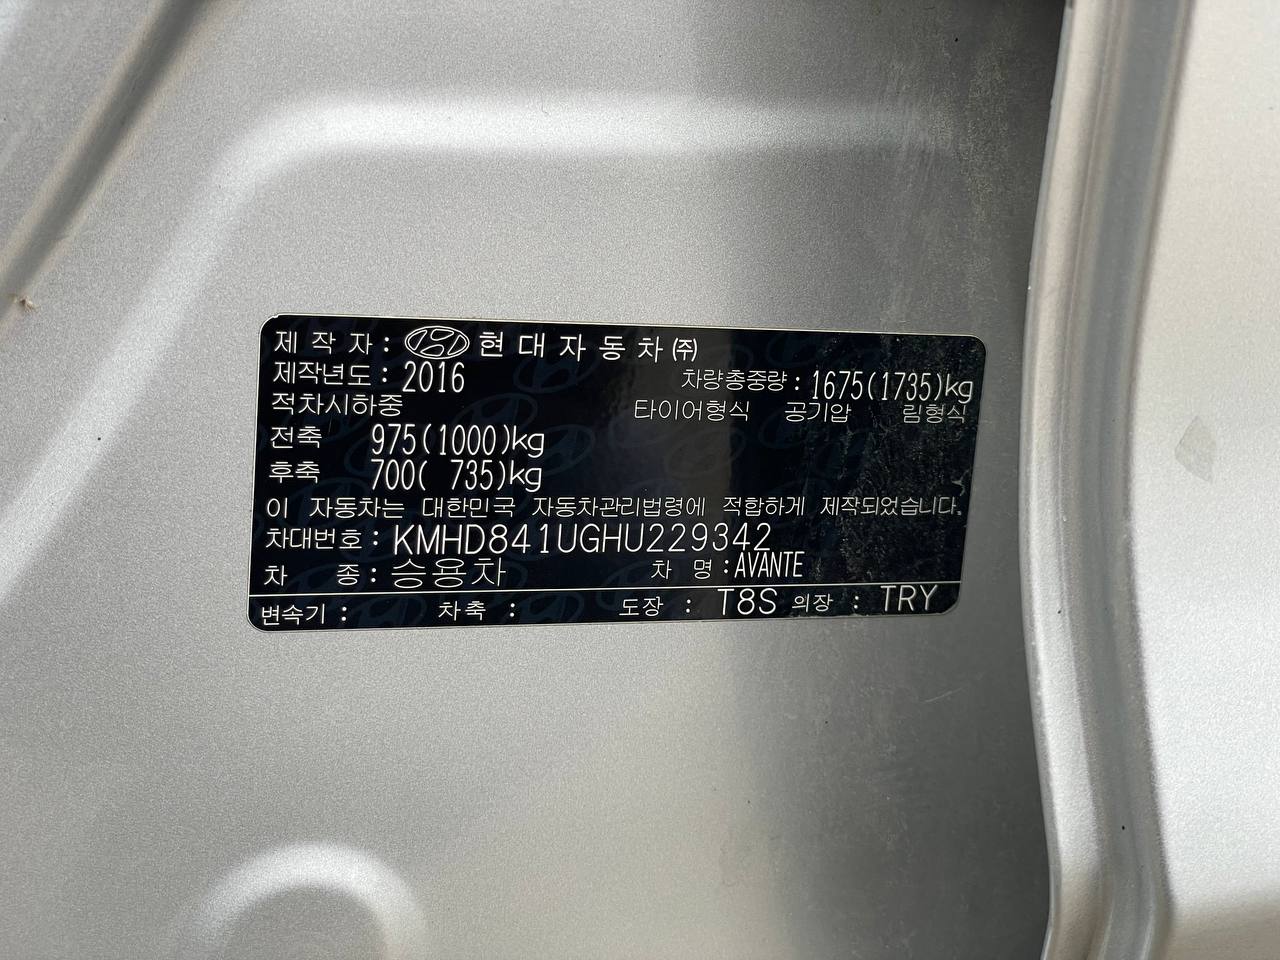 제 작 자 : 현 대 자 동 차 ㈜
제작년도 : 2016 차량총중량 : 1675(1735)kg
적차시하중 타이어형식 공기압 림형식
전축 975(1000)kg
후축 700( 735)kg
이 자동차는 대한민국 자동차관리법령에 적합하게 제작되었습니다.
차대번호 : KMHD841UGHU229342
차 종 : 승용차 차 명 : AVANTE
변속기 : 차축 : 도장 : T8S 의장 : TRY